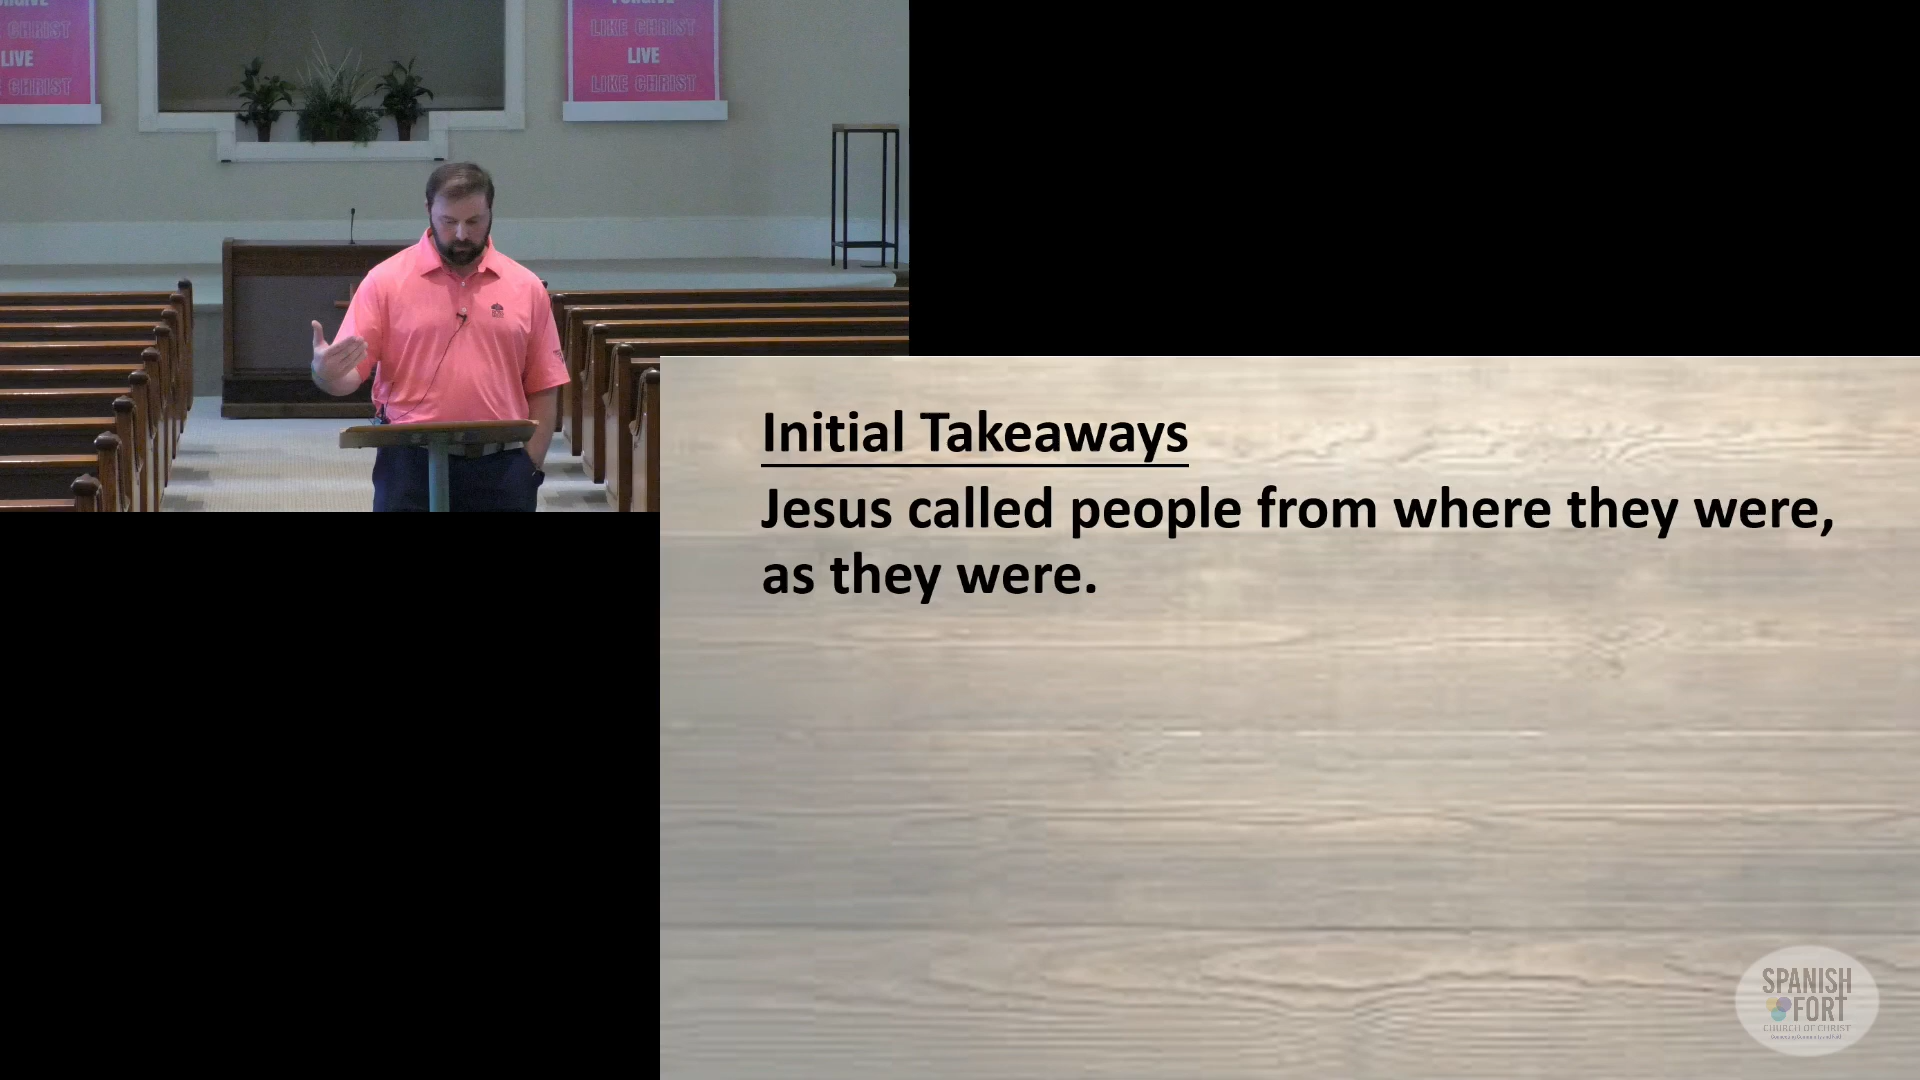 FORGIVE
LIKE CHRIST
LIVE
LIKE CHRIST
CHRIST
LIVE
CHRIST
Initial Takeaways
Jesus called people from where they were,
as they were.
SPANISH
FORT
CHURCH OF CHRIST